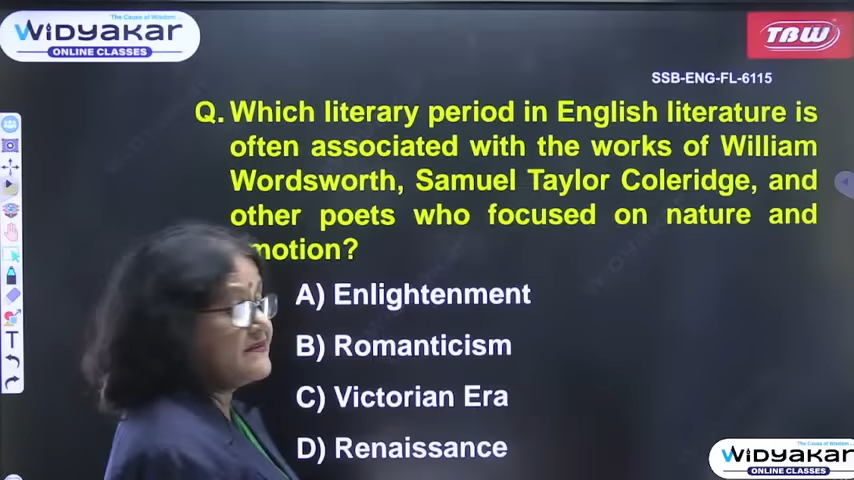 The Cause of Wisdom...
WiDYAKAR
ONLINE CLASSES
TBW
SSB-ENG-FL-6115
Q. Which literary period in English literature is
often associated with the works of William
Wordsworth, Samuel Taylor Coleridge, and
other poets who focused on nature and
motion?
A) Enlightenment
B) Romanticism
C) Victorian Era
D) Renaissance
T
The Cause of Wisdom...
WiDYAKAR
ONLINE CLASSES